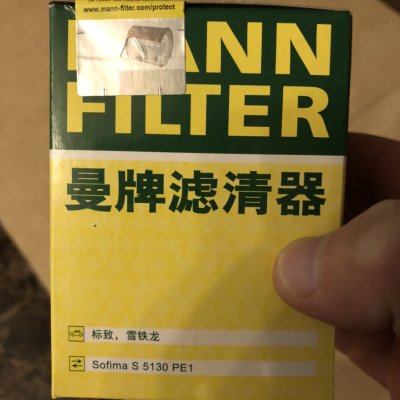 www.mann-filter.com/protect
MANN
FILTER
曼牌滤清器
标致，雪铁龙
Sofima S 5130 PE1